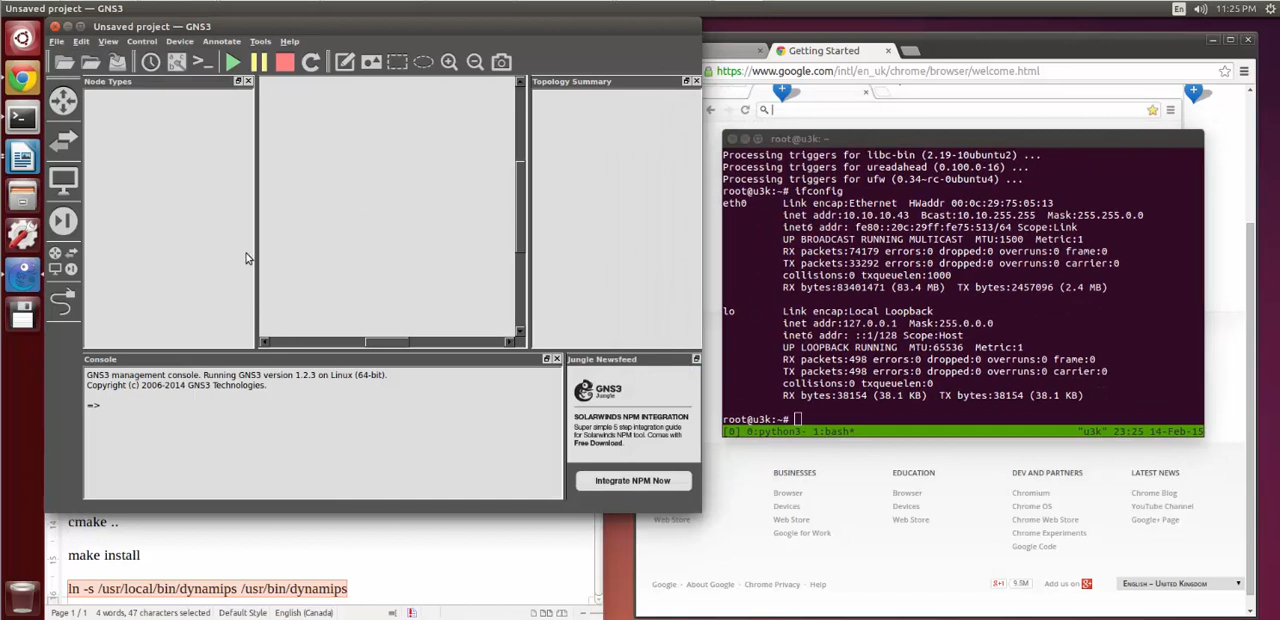 Unsaved project — GNS3
En
11:25 PM
Unsaved project — GNS3
File Edit View Control Device Annotate Tools Help
Node Types
Topology Summary
Console
GNS3 management console. Running GNS3 version 1.2.3 on Linux (64-bit).
Copyright (c) 2006-2014 GNS3 Technologies.
=>
Jungle Newsfeed
GNS3
Jungle
SOLARWINDS NPM INTEGRATION
Super simple 5 step integration guide
for Solarwinds NPM tool. Comes with
Free Download.
Integrate NPM Now
cmake ..
make install
ln -s /usr/local/bin/dynamips /usr/bin/dynamips
14
15
16
Page 1 / 1 4 words, 47 characters selected Default Style English (Canada)
Getting Started
https://www.google.com/intl/en_uk/chrome/browser/welcome.html
root@u3k: ~
Processing triggers for libc-bin (2.19-10ubuntu2) ...
Processing triggers for ureadahead (0.100.0-16) ...
Processing triggers for ufw (0.34~rc-0ubuntu4) ...
root@u3k:~# ifconfig
eth0 Link encap:Ethernet HWaddr 00:0c:29:75:05:13
inet addr:10.10.10.43 Bcast:10.10.255.255 Mask:255.255.0.0
inet6 addr: fe80::20c:29ff:fe75:513/64 Scope:Link
UP BROADCAST RUNNING MULTICAST MTU:1500 Metric:1
RX packets:74179 errors:0 dropped:0 overruns:0 frame:0
TX packets:33292 errors:0 dropped:0 overruns:0 carrier:0
collisions:0 txqueuelen:1000
RX bytes:83401471 (83.4 MB) TX bytes:2457096 (2.4 MB)
lo Link encap:Local Loopback
inet addr:127.0.0.1 Mask:255.0.0.0
inet6 addr: ::1/128 Scope:Host
UP LOOPBACK RUNNING MTU:65536 Metric:1
RX packets:498 errors:0 dropped:0 overruns:0 frame:0
TX packets:498 errors:0 dropped:0 overruns:0 carrier:0
collisions:0 txqueuelen:0
RX bytes:38154 (38.1 KB) TX bytes:38154 (38.1 KB)
root@u3k:~#
[0] 0:python3- 1:bash* "u3k" 23:25 14-Feb-15
BUSINESSES EDUCATION DEV AND PARTNERS LATEST NEWS
Browser Browser Chromium Chrome Blog
Devices Devices Chrome OS YouTube Channel
Web Store Web Store Web Store Chrome Web Store Google+ Page
Google for Work Chrome Experiments
Google Code
Google About Google Chrome Privacy Help
+1 9.5M Add us on ENGLISH – UNITED KINGDOM